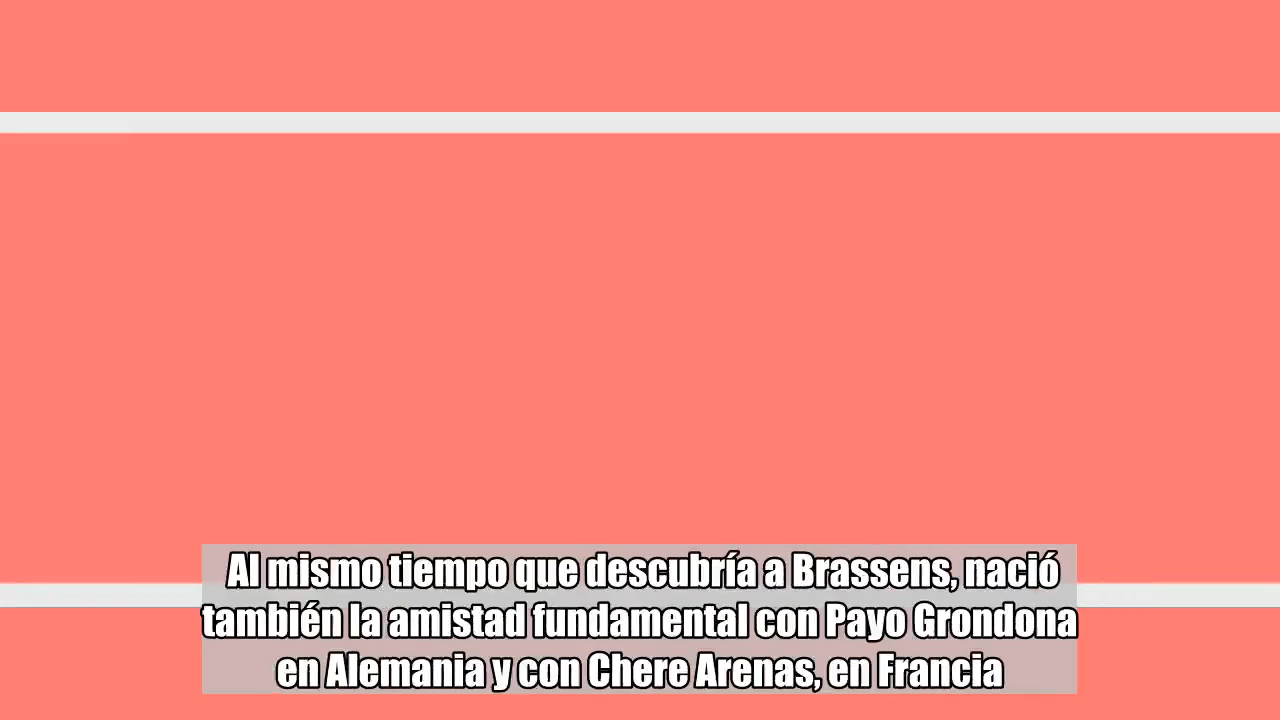 Al mismo tiempo que descubría a Brassens, nació
también la amistad fundamental con Payo Grondona
en Alemania y con Chere Arenas, en Francia